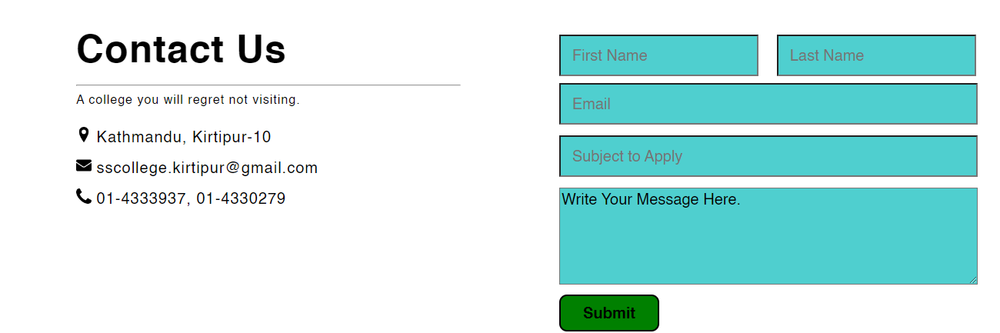 Contact Us
A college you will regret not visiting.
Kathmandu, Kirtipur-10
sscollege.kirtipur@gmail.com
01-4333937, 01-4330279
First Name
Last Name
Email
Subject to Apply
Write Your Message Here.
Submit